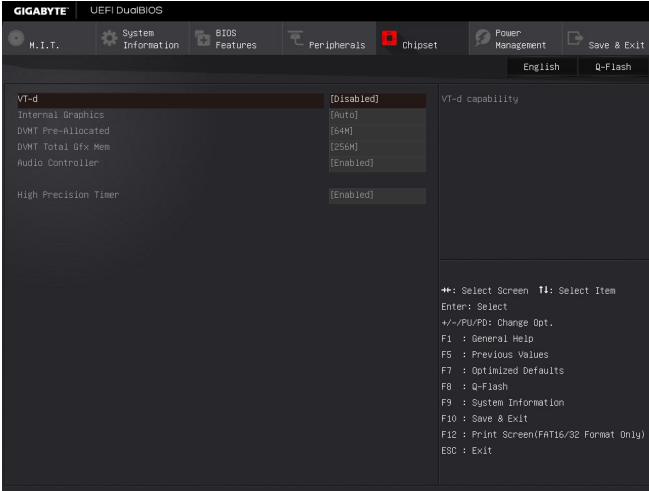 GIGABYTE™ UEFI DualBIOS
M.I.T. System Information BIOS Features Peripherals Chipset Power Management Save & Exit
English Q-Flash
VT-d [Disabled] VT-d capability
Internal Graphics [Auto]
DVMT Pre-Allocated [64M]
DVMT Total Gfx Mem [256M]
Audio Controller [Enabled]
High Precision Timer [Enabled]
→←: Select Screen ↑↓: Select Item
Enter: Select
+/-/PU/PD: Change Opt.
F1 : General Help
F5 : Previous Values
F7 : Optimized Defaults
F8 : Q-Flash
F9 : System Information
F10 : Save & Exit
F12 : Print Screen(FAT16/32 Format Only)
ESC : Exit